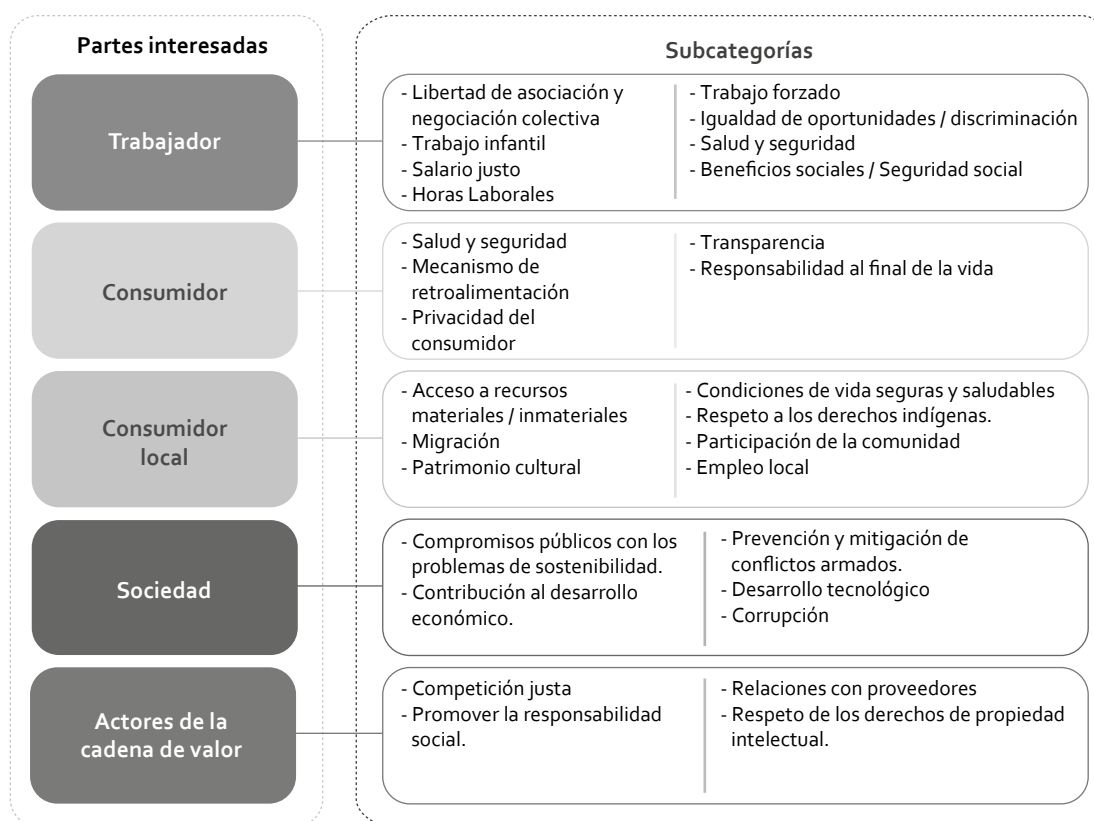 Partes interesadas
Subcategorías
Trabajador
- Libertad de asociación y
negociación colectiva
- Trabajo infantil
- Salario justo
- Horas Laborales
- Trabajo forzado
- Igualdad de oportunidades / discriminación
- Salud y seguridad
- Beneficios sociales / Seguridad social
Consumidor
- Salud y seguridad
- Mecanismo de
retroalimentación
- Privacidad del
consumidor
- Transparencia
- Responsabilidad al final de la vida
Consumidor
local
- Acceso a recursos
materiales / inmateriales
- Migración
- Patrimonio cultural
- Condiciones de vida seguras y saludables
- Respeto a los derechos indígenas.
- Participación de la comunidad
- Empleo local
Sociedad
- Compromisos públicos con los
problemas de sostenibilidad.
- Contribución al desarrollo
económico.
- Prevención y mitigación de
conflictos armados.
- Desarrollo tecnológico
- Corrupción
Actores de la
cadena de valor
- Competición justa
- Promover la responsabilidad
social.
- Relaciones con proveedores
- Respeto de los derechos de propiedad
intelectual.